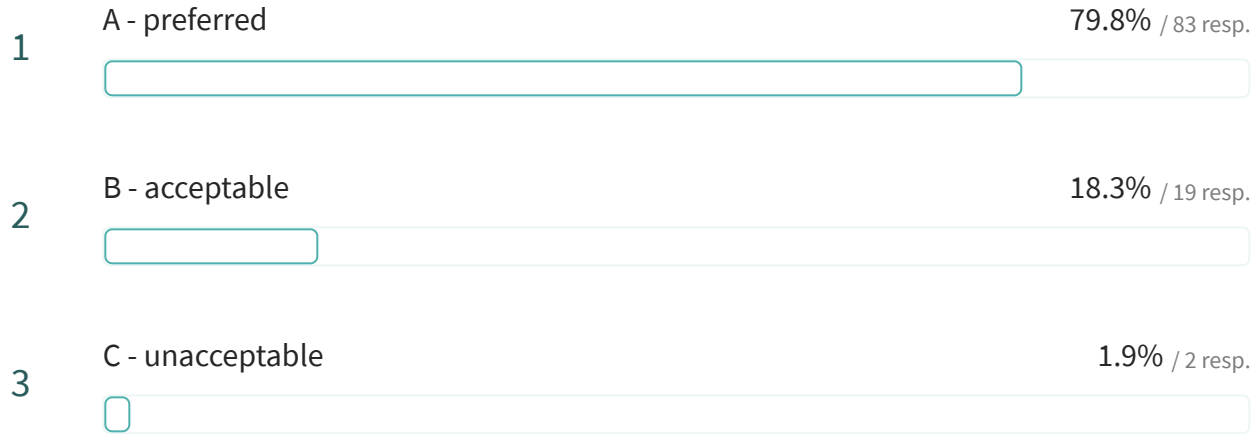 1 A - preferred 79.8% / 83 resp.
2 B - acceptable 18.3% / 19 resp.
3 C - unacceptable 1.9% / 2 resp.